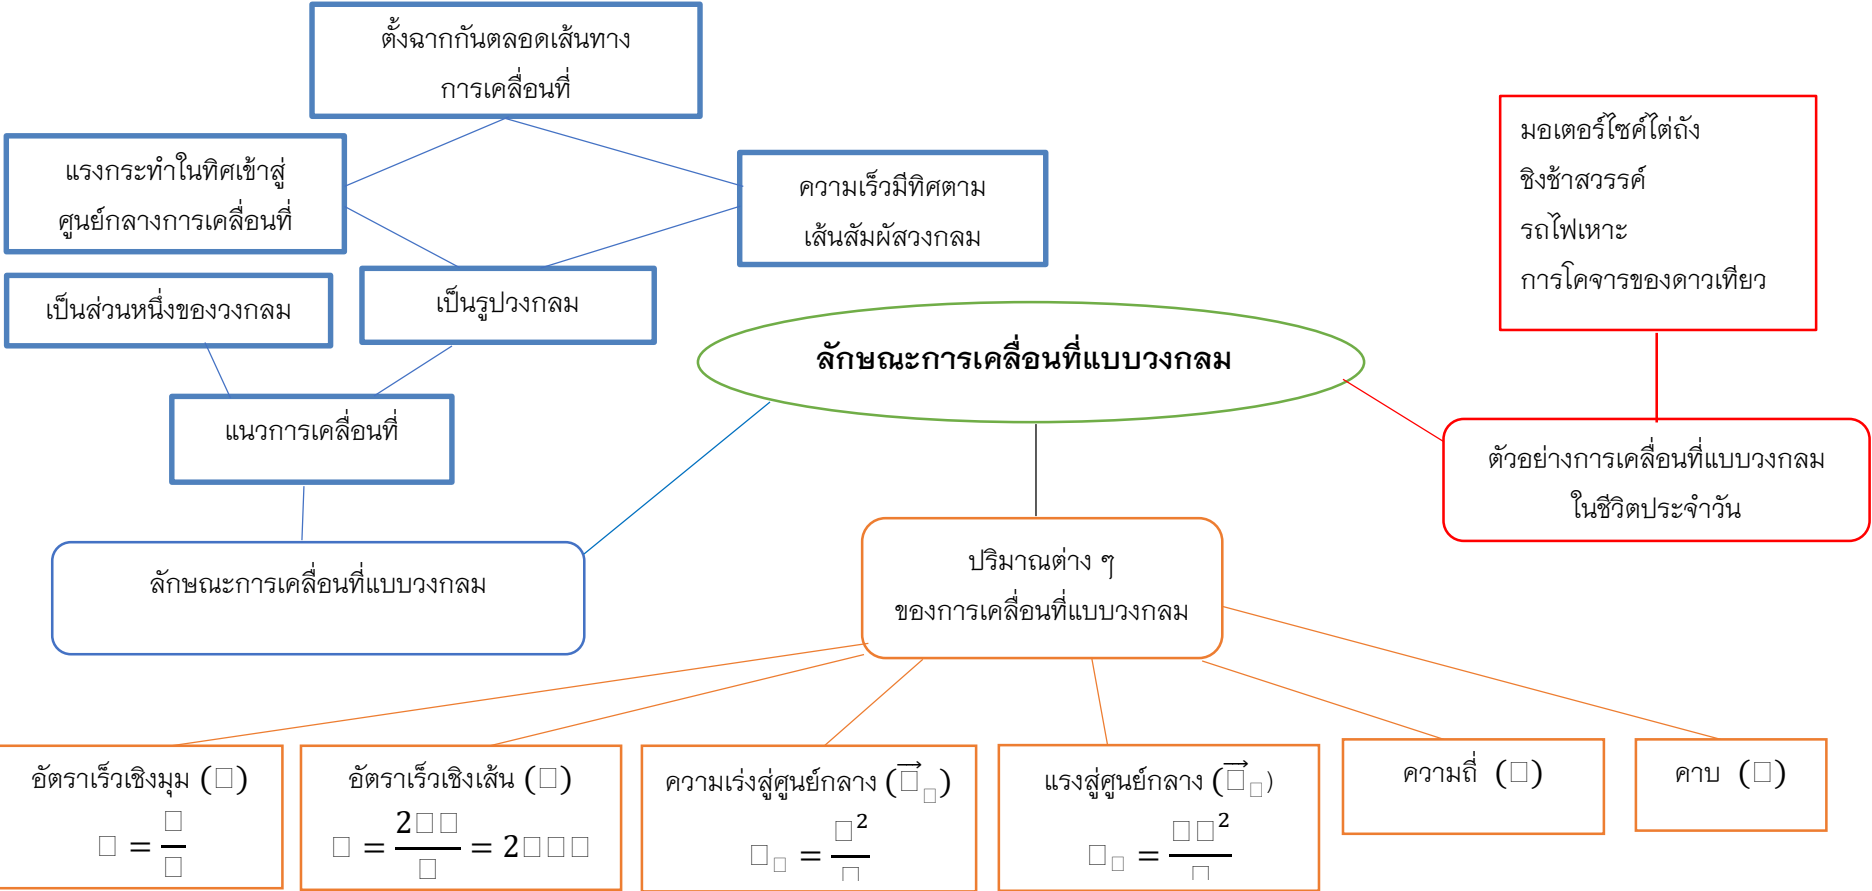 ตั้งฉากกันตลอดเส้นทาง
การเคลื่อนที่
แรงกระทำในทิศเข้าสู่
ศูนย์กลางการเคลื่อนที่
ความเร็วมีทิศตาม
เส้นสัมผัสวงกลม
มอเตอร์ไซค์ไต่ถัง
ชิงช้าสวรรค์
รถไฟเหาะ
การโคจารของดาวเทียว
เป็นส่วนหนึ่งของวงกลม
เป็นรูปวงกลม
ลักษณะการเคลื่อนที่แบบวงกลม
แนวการเคลื่อนที่
ตัวอย่างการเคลื่อนที่แบบวงกลม
ในชีวิตประจำวัน
ลักษณะการเคลื่อนที่แบบวงกลม
ปริมาณต่าง ๆ
ของการเคลื่อนที่แบบวงกลม
อัตราเร็วเชิงมุม (□)
□ = □/□
อัตราเร็วเชิงเส้น (□)
□ = 2□□/□ = 2□□□
ความเร่งสู่ศูนย์กลาง (□⃗□)
□□ = □²/□
แรงสู่ศูนย์กลาง (□⃗□)
□□ = □□²/□
ความถี่ (□)
คาบ (□)